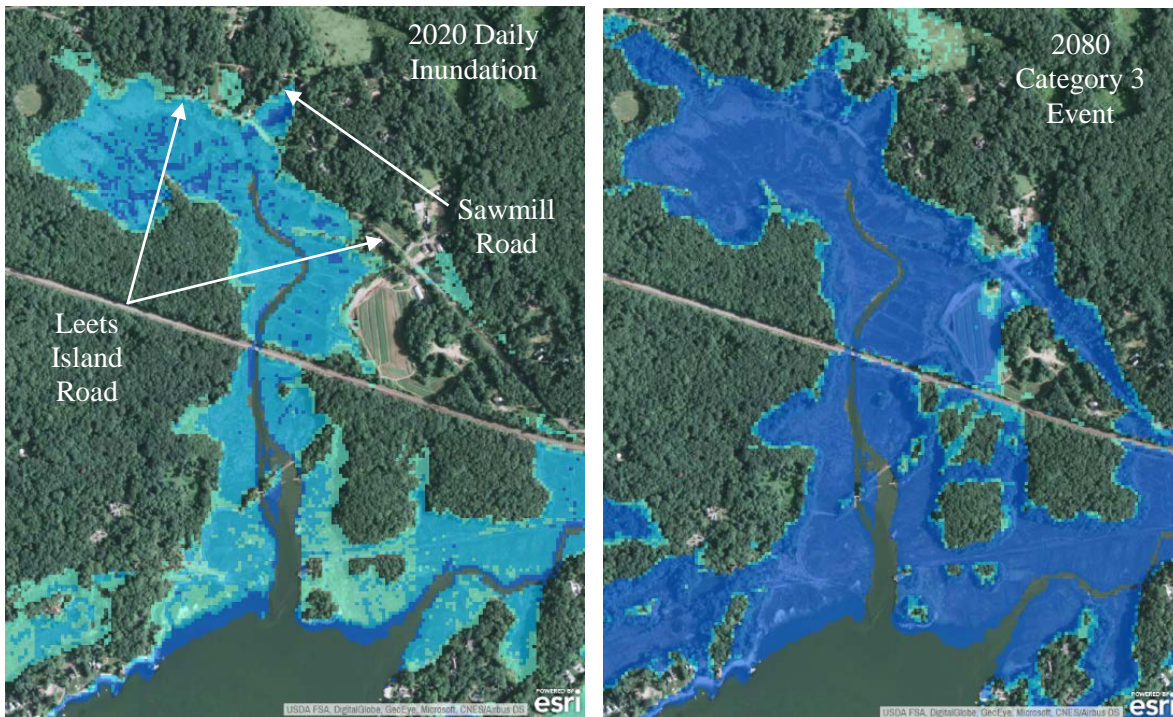 2020 Daily
Inundation
Sawmill
Road
Leets
Island
Road
USDA FSA, DigitalGlobe, GeoEye, Microsoft, CNES/Airbus DS
POWERED BY
esri
2080
Category 3
Event
USDA FSA, DigitalGlobe, GeoEye, Microsoft, CNES/Airbus DS
POWERED BY
esri